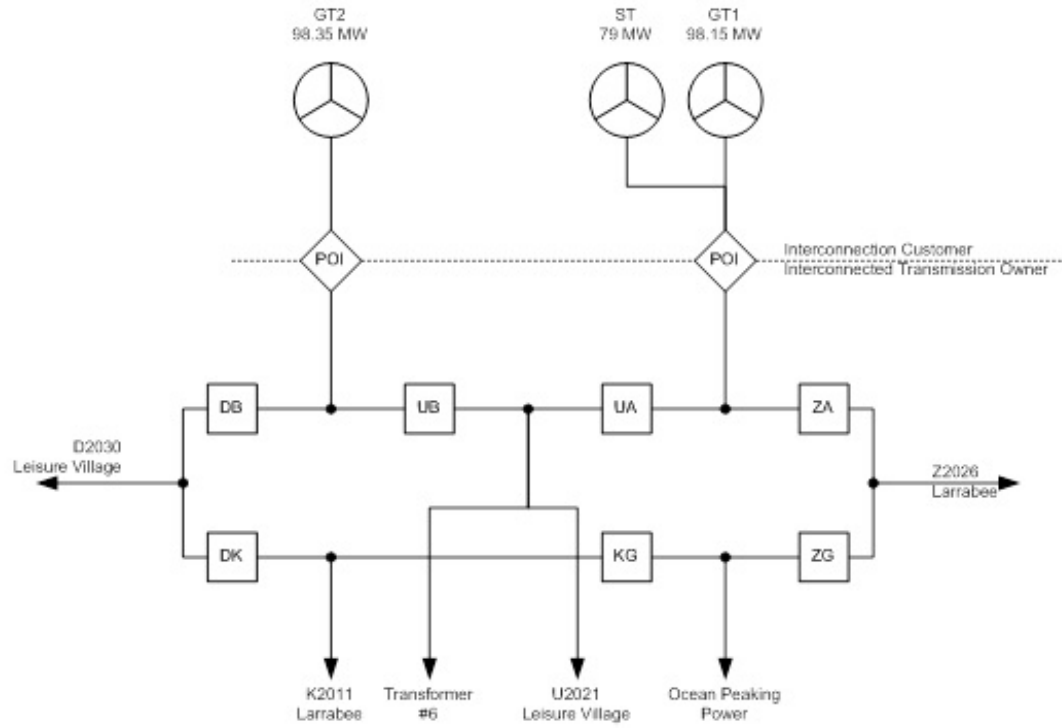 GT2
98.35 MW
ST
79 MW
GT1
98.15 MW
POI
POI
Interconnection Customer
Interconnected Transmission Owner
DB
UB
UA
ZA
D2030
Leisure Village
Z2026
Larrabee
DK
KG
ZG
K2011
Larrabee
Transformer
#6
U2021
Leisure Village
Ocean Peaking
Power